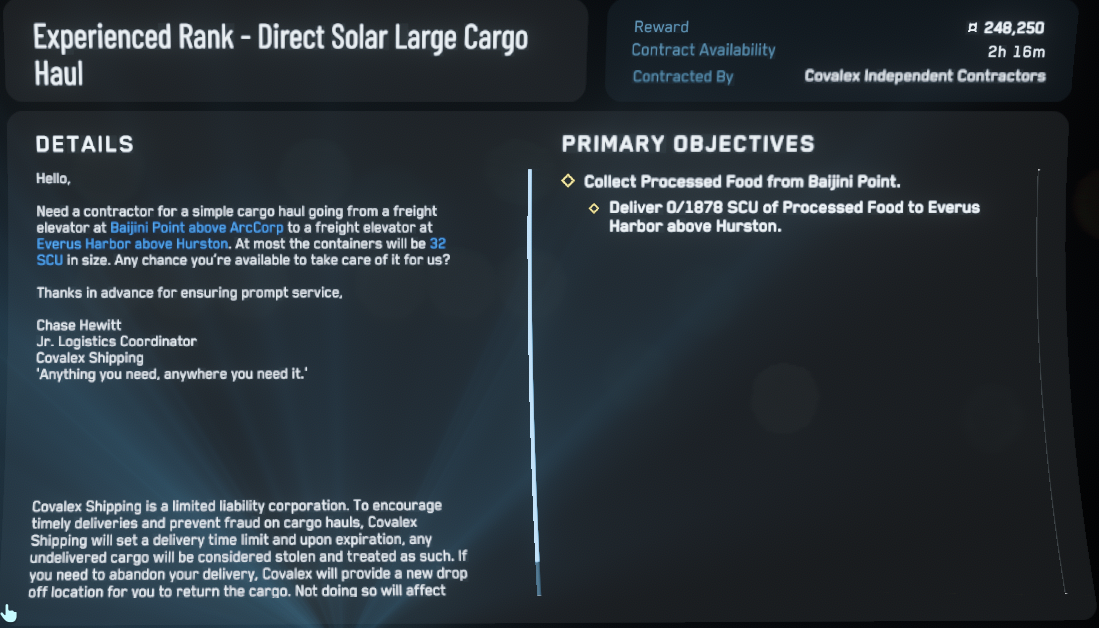 Experienced Rank - Direct Solar Large Cargo
Haul
Reward ¤ 248,250
Contract Availability 2h 16m
Contracted By Covalex Independent Contractors
DETAILS
Hello,
Need a contractor for a simple cargo haul going from a freight
elevator at Baijini Point above ArcCorp to a freight elevator at
Everus Harbor above Hurston. At most the containers will be 32
SCU in size. Any chance you're available to take care of it for us?
Thanks in advance for ensuring prompt service,
Chase Hewitt
Jr. Logistics Coordinator
Covalex Shipping
'Anything you need, anywhere you need it.'
Covalex Shipping is a limited liability corporation. To encourage
timely deliveries and prevent fraud on cargo hauls, Covalex
Shipping will set a delivery time limit and upon expiration, any
undelivered cargo will be considered stolen and treated as such. If
you need to abandon your delivery, Covalex will provide a new drop
off location for you to return the cargo. Not doing so will affect
PRIMARY OBJECTIVES
Collect Processed Food from Baijini Point.
Deliver 0/1878 SCU of Processed Food to Everus
Harbor above Hurston.